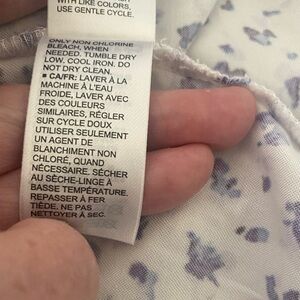 WITH LIKE COLORS,
USE GENTLE CYCLE.
ONLY NON CHLORINE
BLEACH, WHEN
NEEDED. TUMBLE DRY
LOW. COOL IRON. DO
NOT DRY CLEAN.
▪ CA/FR: LAVER À LA
MACHINE À L'EAU
FROIDE, LAVER AVEC
DES COULEURS
SIMILAIRES, RÉGLER
SUR CYCLE DOUX
UTILISER SEULEMENT
UN AGENT DE
BLANCHIMENT NON
CHLORÉ, QUAND
NÉCESSAIRE. SÉCHER
AU SÈCHE-LINGE À
BASSE TEMPÉRATURE.
REPASSER À FER
TIÈDE. NE PAS
NETTOYER À SEC.